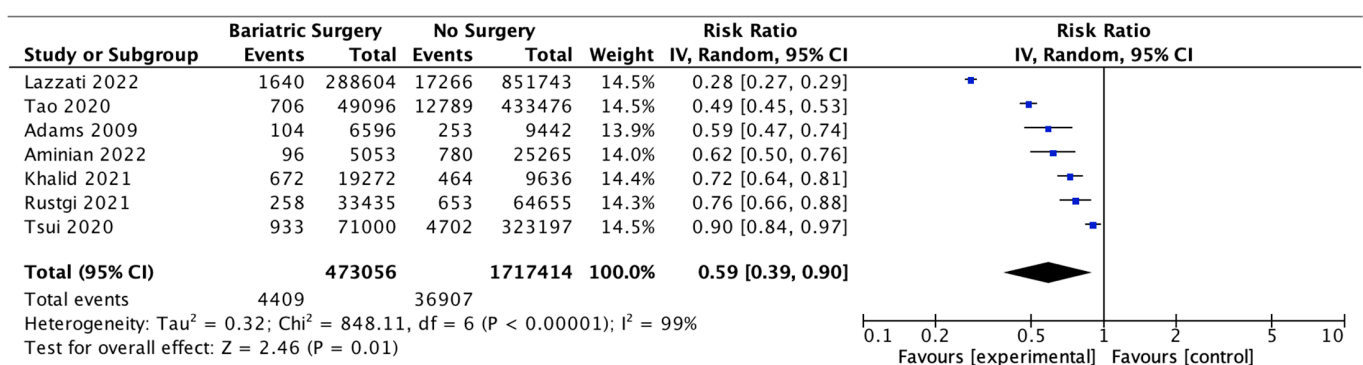 Bariatric Surgery No Surgery Risk Ratio Risk Ratio
Study or Subgroup Events Total Events Total Weight IV, Random, 95% CI IV, Random, 95% CI
Lazzati 2022 1640 288604 17266 851743 14.5% 0.28 [0.27, 0.29]
Tao 2020 706 49096 12789 433476 14.5% 0.49 [0.45, 0.53]
Adams 2009 104 6596 253 9442 13.9% 0.59 [0.47, 0.74]
Aminian 2022 96 5053 780 25265 14.0% 0.62 [0.50, 0.76]
Khalid 2021 672 19272 464 9636 14.4% 0.72 [0.64, 0.81]
Rustgi 2021 258 33435 653 64655 14.3% 0.76 [0.66, 0.88]
Tsui 2020 933 71000 4702 323197 14.5% 0.90 [0.84, 0.97]
Total (95% CI) 473056 1717414 100.0% 0.59 [0.39, 0.90]
Total events 4409 36907
Heterogeneity: Tau² = 0.32; Chi² = 848.11, df = 6 (P < 0.00001); I² = 99%
Test for overall effect: Z = 2.46 (P = 0.01)
0.1 0.2 0.5 1 2 5 10
Favours [experimental] Favours [control]